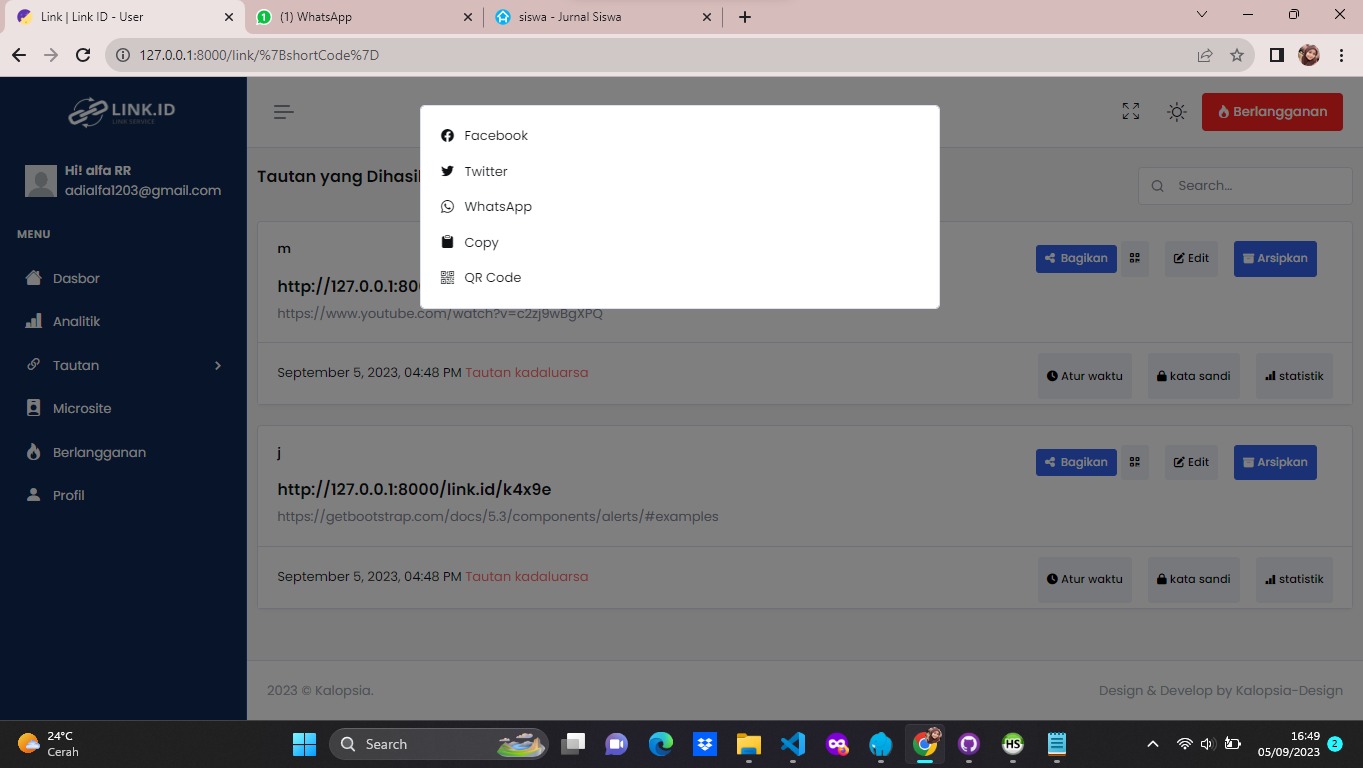 Link | Link ID - User
(1) WhatsApp
siswa - Jurnal Siswa
127.0.0.1:8000/link/%7BshortCode%7D
LINK.ID
LINK SERVICE
Hi! alfa RR
adialfa1203@gmail.com
MENU
Dasbor
Analitik
Tautan
Microsite
Berlangganan
Profil
Berlangganan
Facebook
Twitter
WhatsApp
Copy
QR Code
Tautan yang Dihasil
Search...
m
Bagikan
Edit
Arsipkan
http://127.0.0.1:800
https://www.youtube.com/watch?v=c2zj9wBgXPQ
September 5, 2023, 04:48 PM Tautan kadaluarsa
Atur waktu
kata sandi
statistik
j
Bagikan
Edit
Arsipkan
http://127.0.0.1:8000/link.id/k4x9e
https://getbootstrap.com/docs/5.3/components/alerts/#examples
September 5, 2023, 04:48 PM Tautan kadaluarsa
Atur waktu
kata sandi
statistik
2023 © Kalopsia.
Design & Develop by Kalopsia-Design
24°C
Cerah
Search
HS
16:49
05/09/2023
2